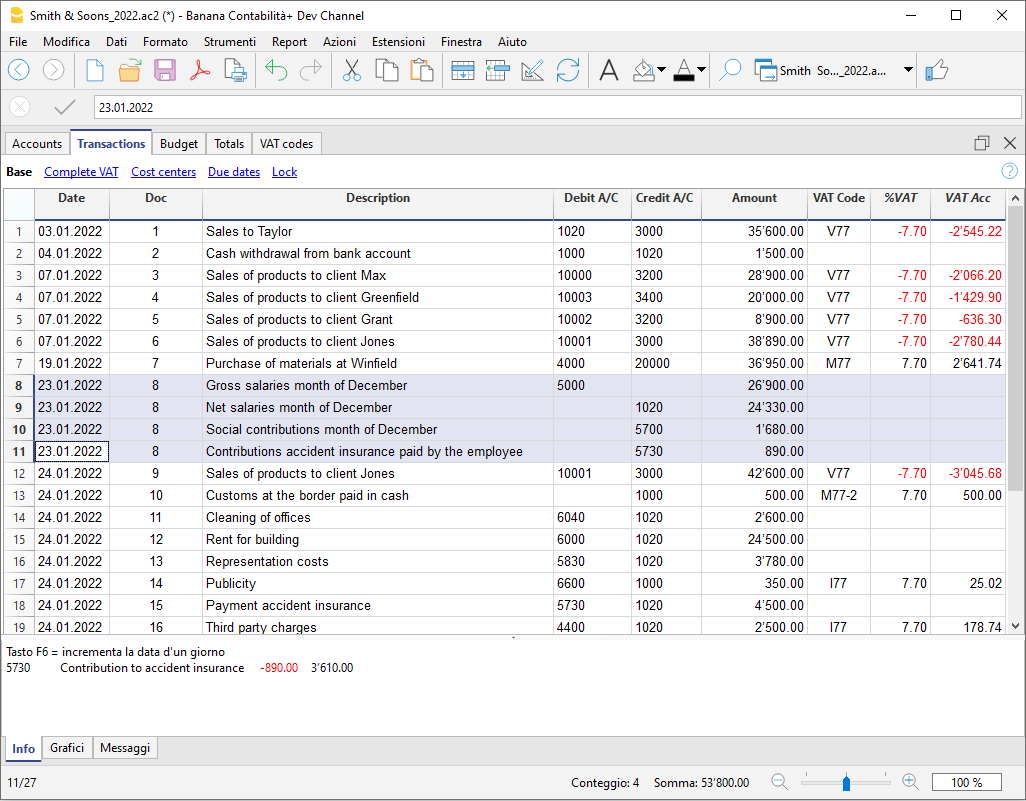 Smith & Soons_2022.ac2 (*) - Banana Contabilità+ Dev Channel
File Modifica Dati Formato Strumenti Report Azioni Estensioni Finestra Aiuto
Smith So..._2022.a...
23.01.2022
Accounts Transactions Budget Totals VAT codes
Base Complete VAT Cost centers Due dates Lock
Date Doc Description Debit A/C Credit A/C Amount VAT Code %VAT VAT Acc
1 03.01.2022 1 Sales to Taylor 1020 3000 35'600.00 V77 -7.70 -2'545.22
2 04.01.2022 2 Cash withdrawal from bank account 1000 1020 1'500.00
3 07.01.2022 3 Sales of products to client Max 10000 3200 28'900.00 V77 -7.70 -2'066.20
4 07.01.2022 4 Sales of products to client Greenfield 10003 3400 20'000.00 V77 -7.70 -1'429.90
5 07.01.2022 5 Sales of products to client Grant 10002 3200 8'900.00 V77 -7.70 -636.30
6 07.01.2022 6 Sales of products to client Jones 10001 3000 38'890.00 V77 -7.70 -2'780.44
7 19.01.2022 7 Purchase of materials at Winfield 4000 20000 36'950.00 M77 7.70 2'641.74
8 23.01.2022 8 Gross salaries month of December 5000 26'900.00
9 23.01.2022 8 Net salaries month of December 1020 24'330.00
10 23.01.2022 8 Social contributions month of December 5700 1'680.00
11 23.01.2022 8 Contributions accident insurance paid by the employee 5730 890.00
12 24.01.2022 9 Sales of products to client Jones 10001 3000 42'600.00 V77 -7.70 -3'045.68
13 24.01.2022 10 Customs at the border paid in cash 1000 500.00 M77-2 7.70 500.00
14 24.01.2022 11 Cleaning of offices 6040 1020 2'600.00
15 24.01.2022 12 Rent for building 6000 1020 24'500.00
16 24.01.2022 13 Representation costs 5830 1020 3'780.00
17 24.01.2022 14 Publicity 6600 1000 350.00 I77 7.70 25.02
18 24.01.2022 15 Payment accident insurance 5730 1020 4'500.00
19 24.01.2022 16 Third party charges 4400 1020 2'500.00 I77 7.70 178.74
Tasto F6 = incrementa la data d'un giorno
5730 Contribution to accident insurance -890.00 3'610.00
Info Grafici Messaggi
11/27 Conteggio: 4 Somma: 53'800.00 100 %